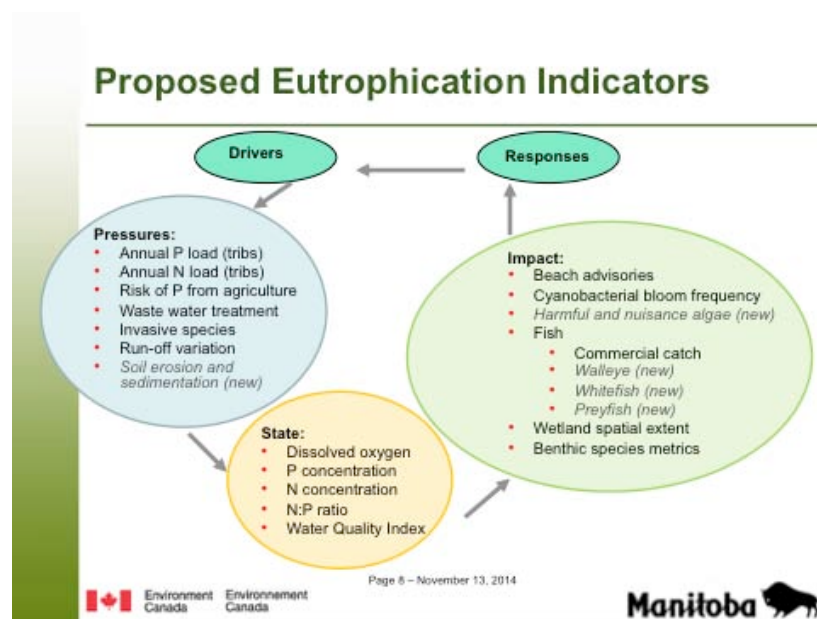 Proposed Eutrophication Indicators
Drivers
Responses
Pressures:
• Annual P load (tribs)
• Annual N load (tribs)
• Risk of P from agriculture
• Waste water treatment
• Invasive species
• Run-off variation
• Soil erosion and
sedimentation (new)
State:
• Dissolved oxygen
• P concentration
• N concentration
• N:P ratio
• Water Quality Index
Impact:
• Beach advisories
• Cyanobacterial bloom frequency
• Harmful and nuisance algae (new)
• Fish
• Commercial catch
• Walleye (new)
• Whitefish (new)
• Preyfish (new)
• Wetland spatial extent
• Benthic species metrics
Page 8 – November 13, 2014
Environment Environnement
Canada Canada
Manitoba